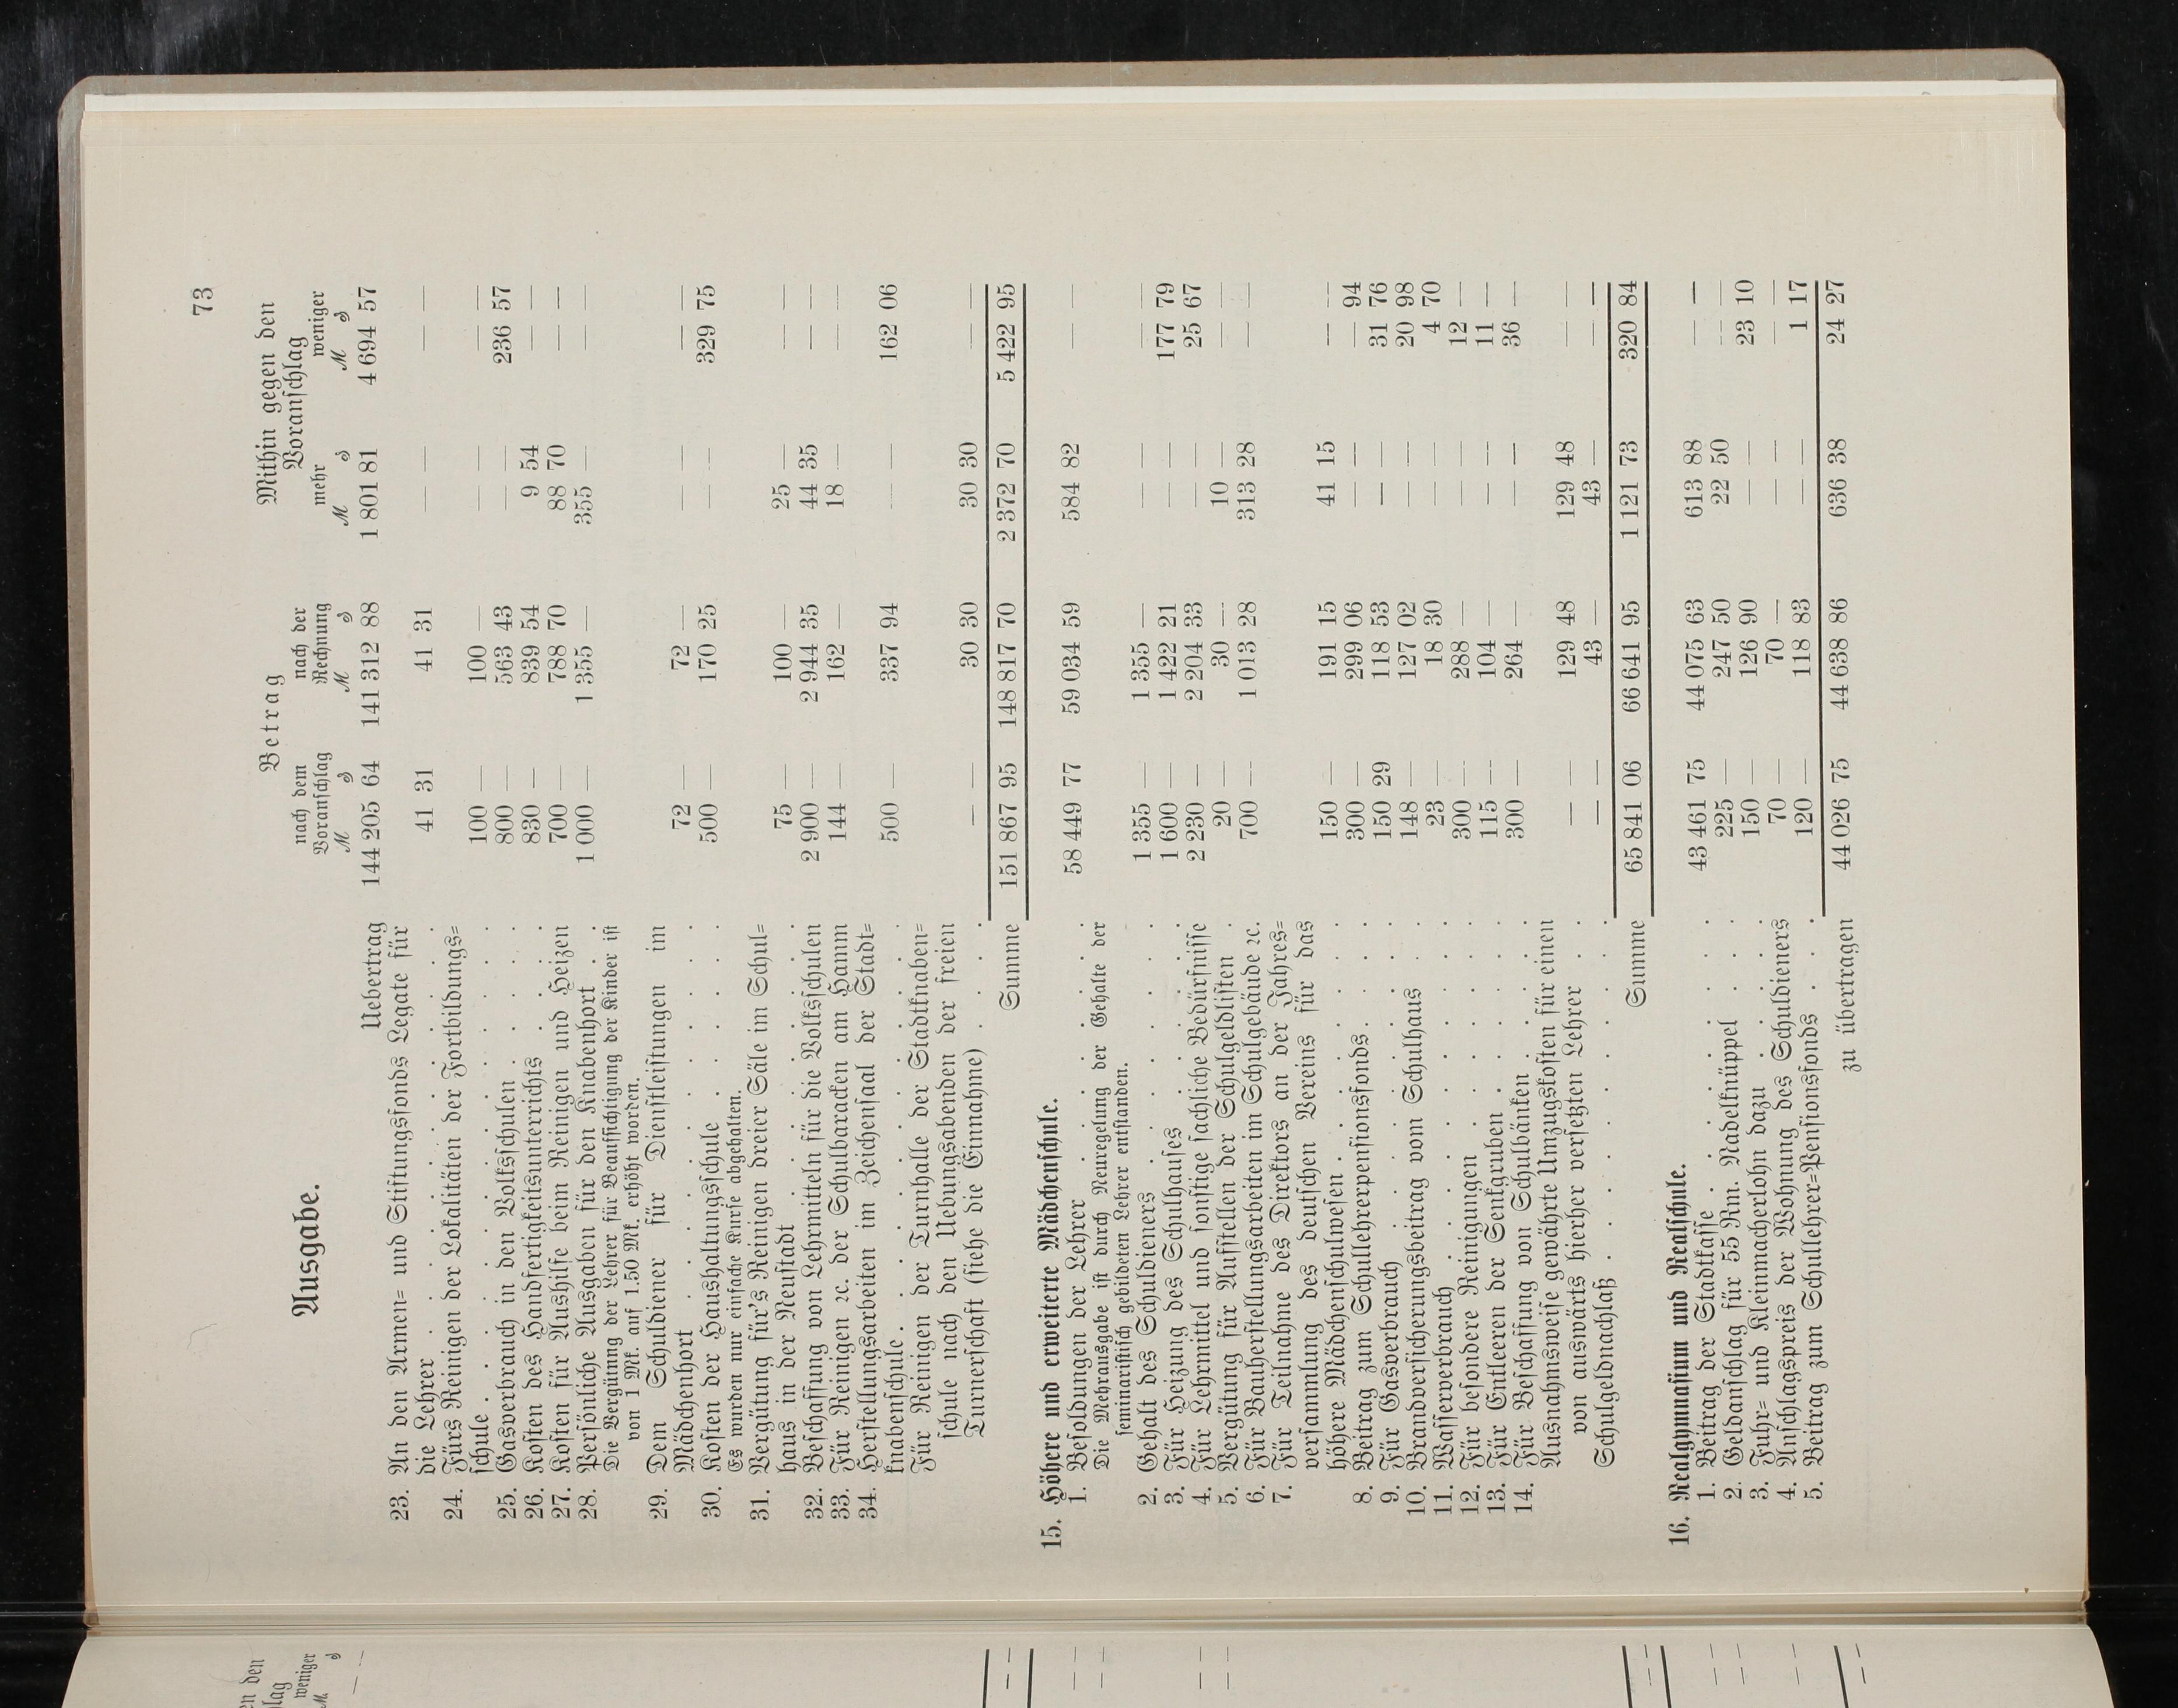 73
Ausgabe.
Betrag
Mithin gegen den
Voranschlag
nach dem
Voranschlag
nach der
Rechnung
mehr
weniger
M ₰ M ₰ M ₰ M ₰
Uebertrag 144 205 64 141 312 88 1 801 81 4 694 57
23. An den Armen= und Stiftungsfonds Legate für
die Lehrer . . . . . . 41 31 41 31 — — — —
24. Fürs Reinigen der Lokalitäten der Fortbildungs=
schule . . . . . . . 100 — 100 — — — — —
25. Gasverbrauch in den Volksschulen . . . . 800 — 563 43 — — 236 57
26. Kosten des Handfertigkeitsunterrichts . . . 830 — 839 54 9 54 — —
27. Kosten für Aushilfe beim Reinigen und Heizen 700 — 788 70 88 70 — —
28. Persönliche Ausgaben für den Knabenhort . . 1 000 — 1 355 — 355 — — —
Die Vergütung der Lehrer für Beaufsichtigung der Kinder ist
von 1 Mk. auf 1.50 Mk. erhöht worden.
29. Dem Schuldiener für Dienstleistungen im
Mädchenhort . . . . . . 72 — 72 — — — — —
30. Kosten der Haushaltungsschule . . . . . 500 — 170 25 — — 329 75
Es wurden nur einfache Kurse abgehalten.
31. Vergütung für's Reinigen dreier Säle im Schul=
haus in der Neustadt . . . . 75 — 100 — 25 — — —
32. Beschaffung von Lehrmitteln für die Volksschulen 2 900 — 2 944 35 44 35 — —
33. Für Reinigen ꝛc. der Schulbaracken am Hamm 144 — 162 — 18 — — —
34. Herstellungsarbeiten im Zeichensaal der Stadt=
knabenschule . . . . . . 500 — 337 94 — — 162 06
Für Reinigen der Turnhalle der Stadtknaben=
schule nach den Uebungsabenden der freien
Turnerschaft (siehe die Einnahme) . . . — — 30 30 30 30 — —
Summe 151 867 95 148 817 70 2 372 70 5 422 95
15. Höhere und erweiterte Mädchenschule.
1. Besoldungen der Lehrer . . . . . 58 449 77 59 034 59 584 82 — —
Die Mehrausgabe ist durch Neuregelung der Gehalte der
seminaristisch gebildeten Lehrer entstanden.
2. Gehalt des Schuldieners . . . . . 1 355 — 1 355 — — — — —
3. Für Heizung des Schulhauses . . . . 1 600 — 1 422 21 — — 177 79
4. Für Lehrmittel und sonstige sachliche Bedürfnisse 2 230 — 2 204 33 — — 25 67
5. Vergütung für Aufstellen der Schulgeldlisten . 20 — 30 — 10 — — —
6. Für Bauherstellungsarbeiten im Schulgebäude ꝛc. 700 — 1 013 28 313 28 — —
7. Für Teilnahme des Direktors an der Jahres=
versammlung des deutschen Vereins für das
höhere Mädchenschulwesen . . . . 150 — 191 15 41 15 — —
8. Beitrag zum Schullehrerpensionsfonds . . . 300 — 299 06 — — — 94
9. Für Gasverbrauch . . . . . 150 29 118 53 — — 31 76
10. Brandversicherungsbeitrag vom Schulhaus . 148 — 127 02 — — 20 98
11. Wasserverbrauch . . . . . . 23 — 18 30 — — 4 70
12. Für besondere Reinigungen . . . . 300 — 288 — — — 12 —
13. Für Entleeren der Senkgruben . . . . 115 — 104 — — — 11 —
14. Für Beschaffung von Schulbänken . . . 300 — 264 — — — 36 —
Ausnahmsweise gewährte Umzugskosten für einen
von auswärts hierher versetzten Lehrer . . — — 129 48 129 48 — —
Schulgeldnachlaß . . . . . . — — 43 — 43 — — —
Summe 65 841 06 66 641 95 1 121 73 320 84
16. Realgymnasium und Realschule.
1. Beitrag der Stadtkasse . . . . . 43 461 75 44 075 63 613 88 — —
2. Geldanschlag für 55 Rm. Nadelknüppel . . . 225 — 247 50 22 50 — —
3. Fuhr= und Kleinmacherlohn dazu . . . 150 — 126 90 — — 23 10
4. Anschlagspreis der Wohnung des Schuldieners 70 — 70 — — — — —
5. Beitrag zum Schullehrer=Pensionsfonds . . 120 — 118 83 — — 1 17
zu übertragen 44 026 75 44 638 86 636 38 24 27
en den
lag
weniger
M ₰
— —
— —
— —
— —
— —
— —
— —
— —
— —
— —
— —